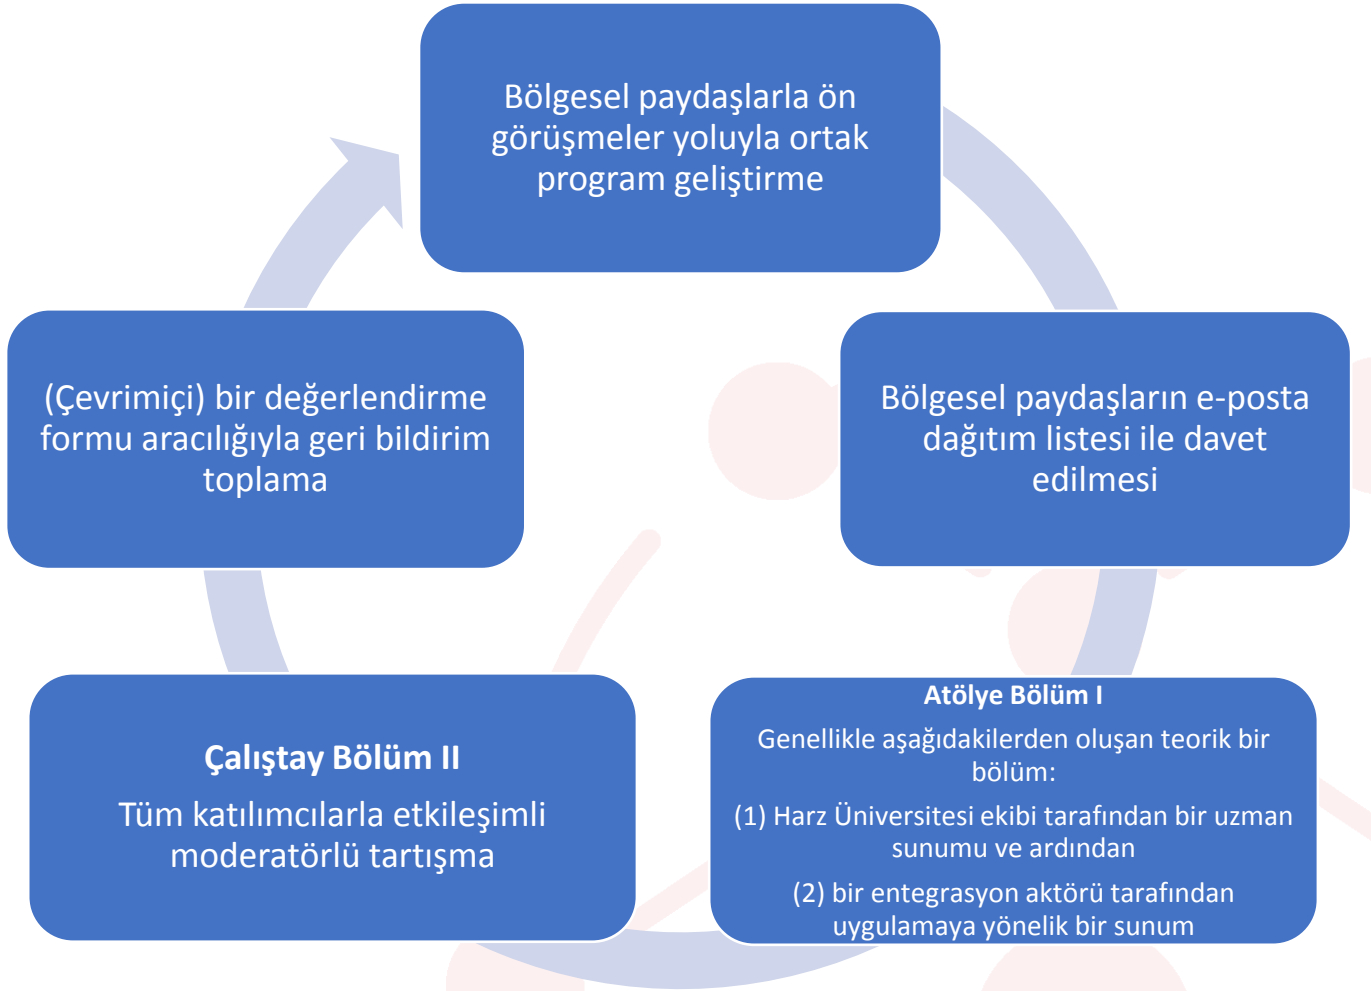 Bölgesel paydaşlarla ön
görüşmeler yoluyla ortak
program geliştirme
Bölgesel paydaşların e-posta
dağıtım listesi ile davet
edilmesi
Atölye Bölüm I
Genellikle aşağıdakilerden oluşan teorik bir
bölüm:
(1) Harz Üniversitesi ekibi tarafından bir uzman
sunumu ve ardından
(2) bir entegrasyon aktörü tarafından
uygulamaya yönelik bir sunum
Çalıştay Bölüm II
Tüm katılımcılarla etkileşimli
moderatörlü tartışma
(Çevrimiçi) bir değerlendirme
formu aracılığıyla geri bildirim
toplama